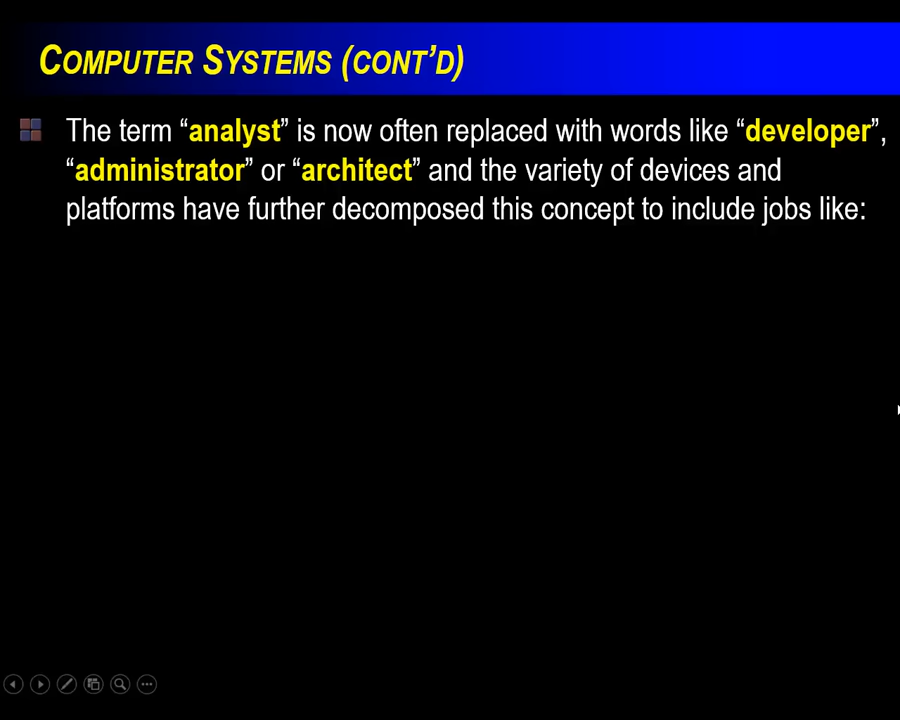 COMPUTER SYSTEMS (CONT’D)
The term “analyst” is now often replaced with words like “developer”,
“administrator” or “architect” and the variety of devices and
platforms have further decomposed this concept to include jobs like: